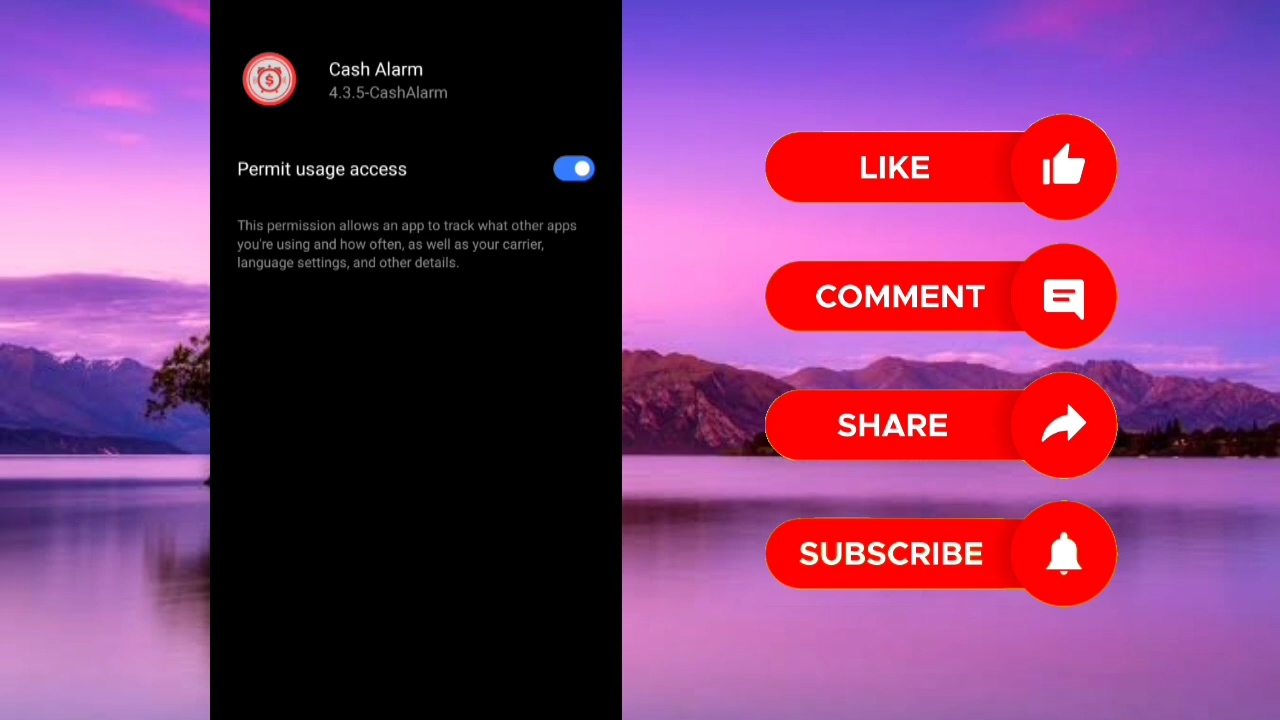 Cash Alarm
4.3.5-CashAlarm
Permit usage access
This permission allows an app to track what other apps
you're using and how often, as well as your carrier,
language settings, and other details.
LIKE
COMMENT
SHARE
SUBSCRIBE